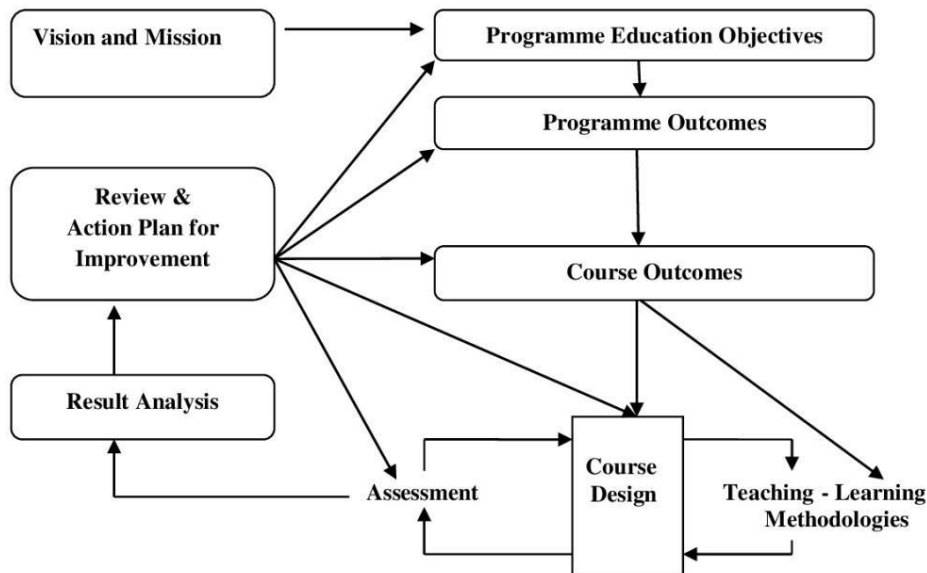 Vision and Mission
Programme Education Objectives
Programme Outcomes
Review &
Action Plan for
Improvement
Course Outcomes
Result Analysis
Assessment
Course
Design
Teaching - Learning
Methodologies